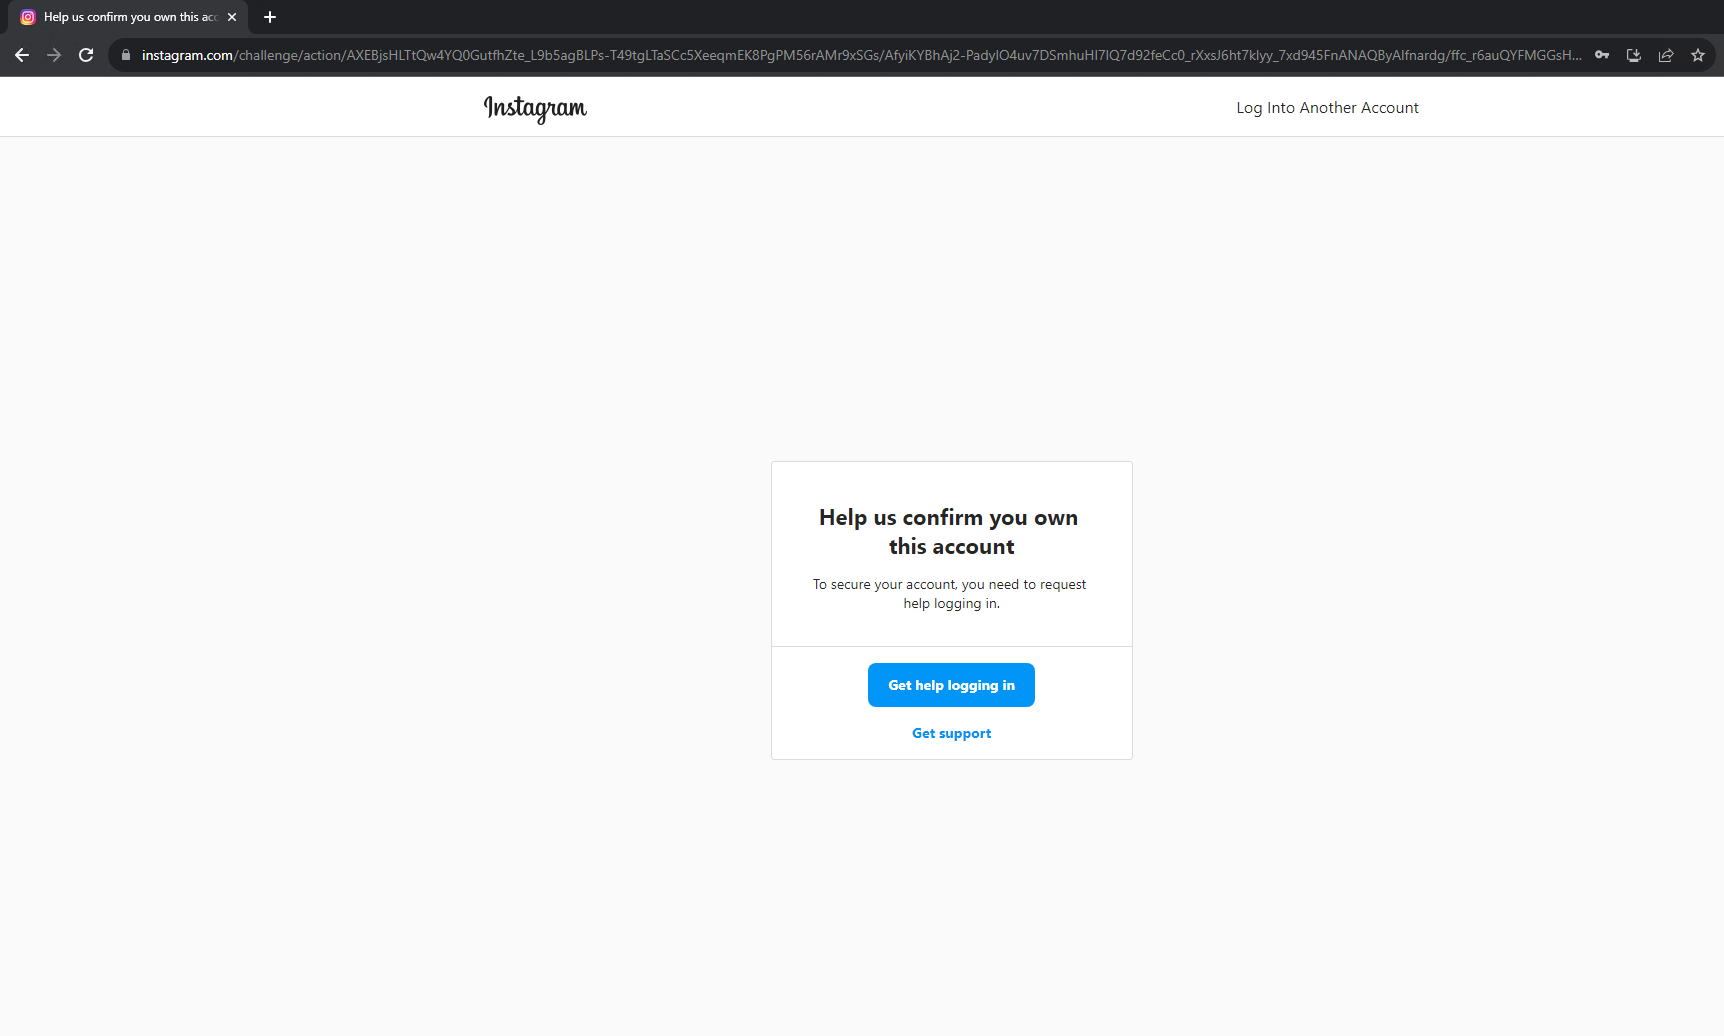 Help us confirm you own this acc
instagram.com/challenge/action/AXEBjsHLTtQw4YQ0GutfhZte_L9b5agBLPs-T49tgLTaSCc5XeeqmEK8PgPM56rAMr9xSGs/AfyiKYBhAj2-PadylO4uv7DSmhuHI7IQ7d92feCc0_rXxsJ6ht7klyy_7xd945FnANAQByAlfnardg/ffc_r6auQYFMGGsH...
Instagram
Log Into Another Account
Help us confirm you own
this account
To secure your account, you need to request
help logging in.
Get help logging in
Get support